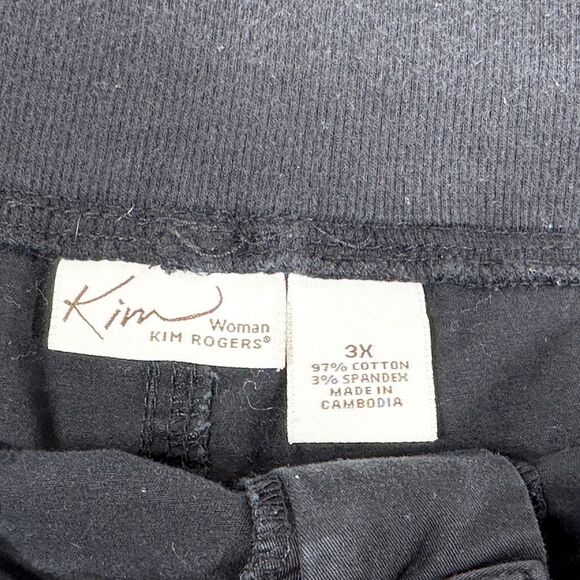 Kim
Woman
KIM ROGERS®
3X
97% COTTON
3% SPANDEX
MADE IN
CAMBODIA